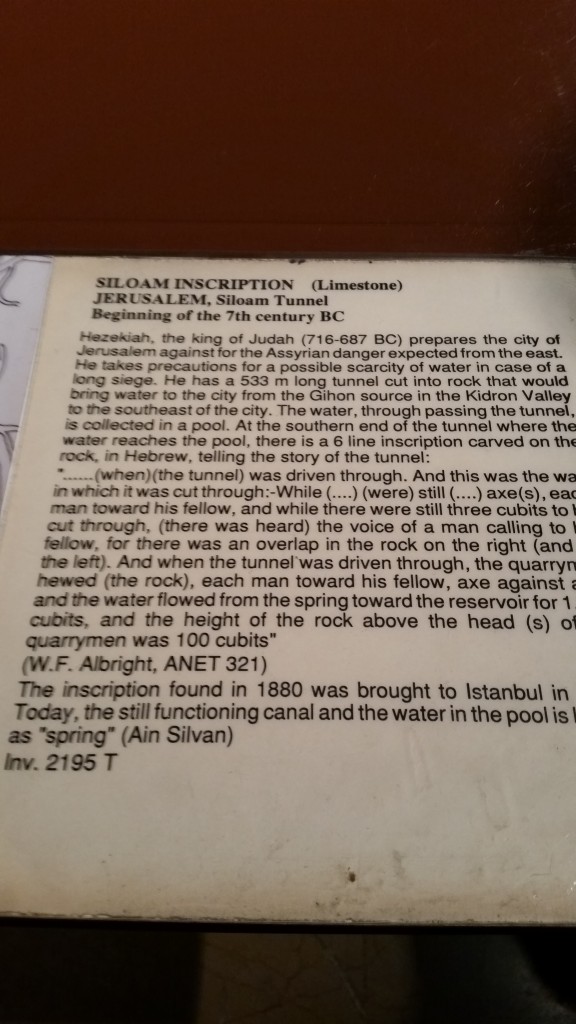 SILOAM INSCRIPTION (Limestone)
JERUSALEM, Siloam Tunnel
Beginning of the 7th century BC
Hezekiah, the king of Judah (716-687 BC) prepares the city of
Jerusalem against for the Assyrian danger expected from the east.
He takes precautions for a possible scarcity of water in case of a
long siege. He has a 533 m long tunnel cut into rock that would
bring water to the city from the Gihon source in the Kidron Valley
to the southeast of the city. The water, through passing the tunnel,
is collected in a pool. At the southern end of the tunnel where the
water reaches the pool, there is a 6 line inscription carved on the
rock, in Hebrew, telling the story of the tunnel:
"......(when)(the tunnel) was driven through. And this was the
in which it was cut through:-While (....) (were) still (....) axe(s),
man toward his fellow, and while there were still three cubits to
cut through, (there was heard) the voice of a man calling to
fellow, for there was an overlap in the rock on the right (and
the left). And when the tunnel was driven through, the
hewed (the rock), each man toward his fellow, axe against
and the water flowed from the spring toward the reservoir for 1
cubits, and the height of the rock above the head (s) of
quarrymen was 100 cubits"
(W.F. Albright, ANET 321)
The inscription found in 1880 was brought to Istanbul in
Today, the still functioning canal and the water in the pool is
as "spring" (Ain Silvan)
Inv. 2195 T